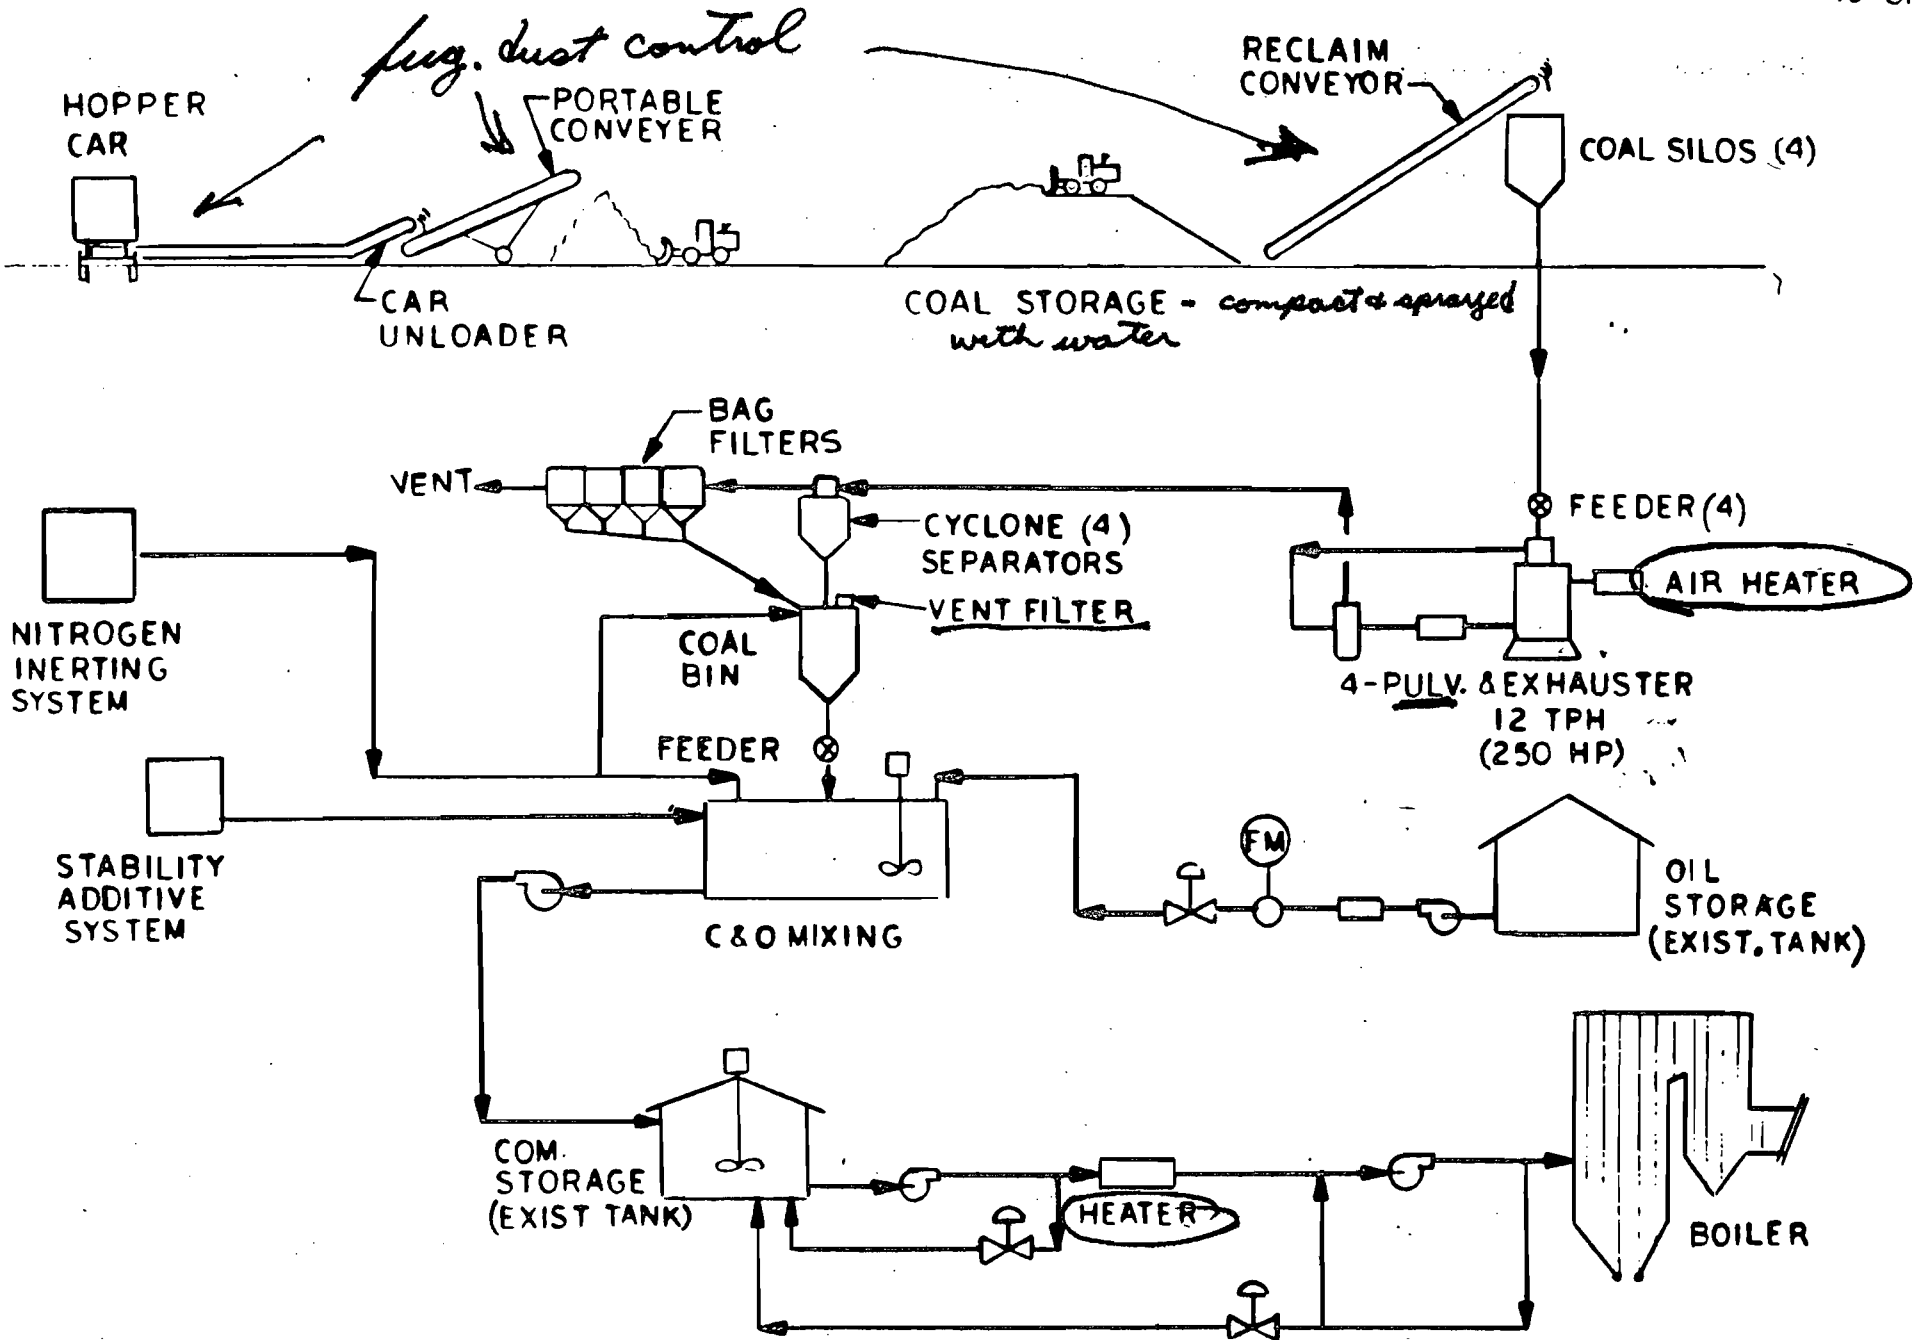 fug. dust control
HOPPER
CAR
PORTABLE
CONVEYER
RECLAIM
CONVEYOR
COAL SILOS (4)
CAR
UNLOADER
COAL STORAGE - compact & sprayed
with water
BAG
FILTERS
VENT
CYCLONE (4)
SEPARATORS
VENT FILTER
FEEDER (4)
AIR HEATER
NITROGEN
INERTING
SYSTEM
COAL
BIN
4-PULV. & EXHAUSTER
12 TPH
(250 HP)
FEEDER
STABILITY
ADDITIVE
SYSTEM
C & O MIXING
FM
OIL
STORAGE
(EXIST. TANK)
COM.
STORAGE
(EXIST TANK)
HEATER
BOILER